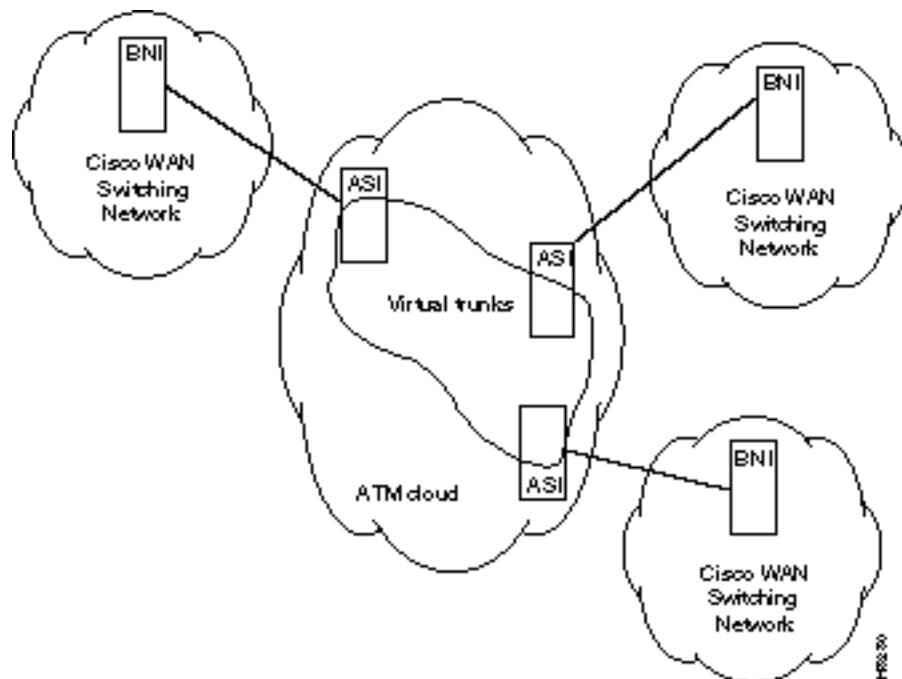 BNI
Cisco WAN
Switching
Network
BNI
Cisco WAN
Switching
Network
ASI
ASI
Virtual trunks
ATM cloud
ASI
BNI
Cisco WAN
Switching
Network